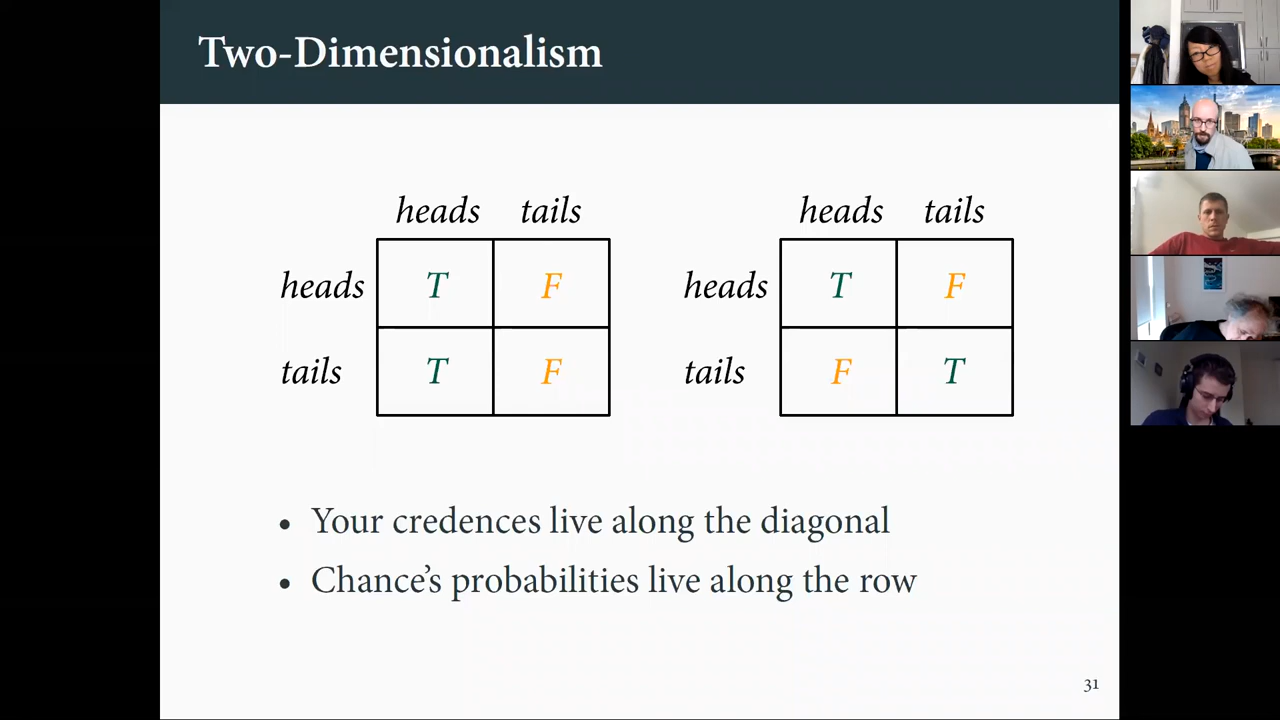 Two-Dimensionalism
heads tails
heads T F
tails T F
heads tails
heads T F
tails F T
• Your credences live along the diagonal
• Chance’s probabilities live along the row
31